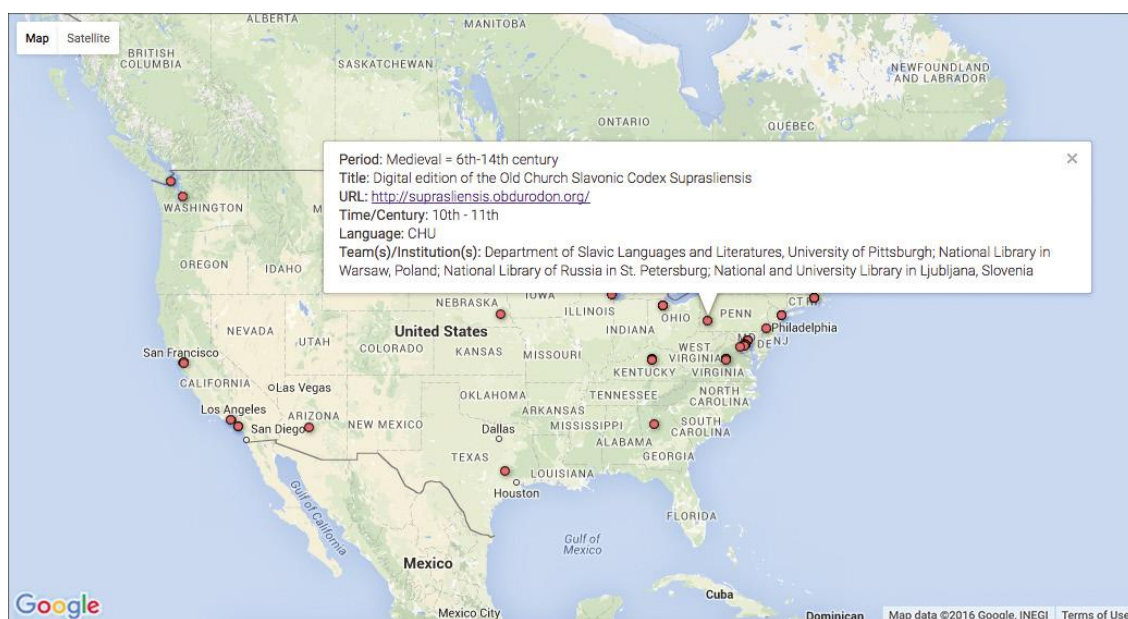 ALBERTA
MANITOBA
Map Satellite
BRITISH
COLUMBIA
SASKATCHEWAN
NEWFOUNDLAND
AND LABRADOR
ONTARIO
QUÉBEC
Period: Medieval = 6th-14th century
Title: Digital edition of the Old Church Slavonic Codex Suprasliensis
URL: http://suprasliensis.obdurodon.org/
Time/Century: 10th - 11th
Language: CHU
Team(s)/Institution(s): Department of Slavic Languages and Literatures, University of Pittsburgh; National Library in
Warsaw, Poland; National Library of Russia in St. Petersburg; National and University Library in Ljubljana, Slovenia
WASHINGTON
M
OREGON
IDAHO
NEBRASKA
IOWA
ILLINOIS
INDIANA
OHIO
PENN
CT RI
NEVADA
UTAH
United States
COLORADO
KANSAS
MISSOURI
WEST
VIRGINIA
KENTUCKY
VIRGINIA
MD
DE
NJ
Philadelphia
San Francisco
CALIFORNIA
Las Vegas
OKLAHOMA
TENNESSEE
NORTH
CAROLINA
Los Angeles
ARIZONA
NEW MEXICO
ARKANSAS
MISSISSIPPI
SOUTH
CAROLINA
San Diego
Dallas
ALABAMA
GEORGIA
TEXAS
LOUISIANA
Houston
FLORIDA
Gulf of California
Gulf of
Mexico
Mexico
Cuba
Google
Mexico City
Dominican
Map data ©2016 Google, INEGI Terms of Use